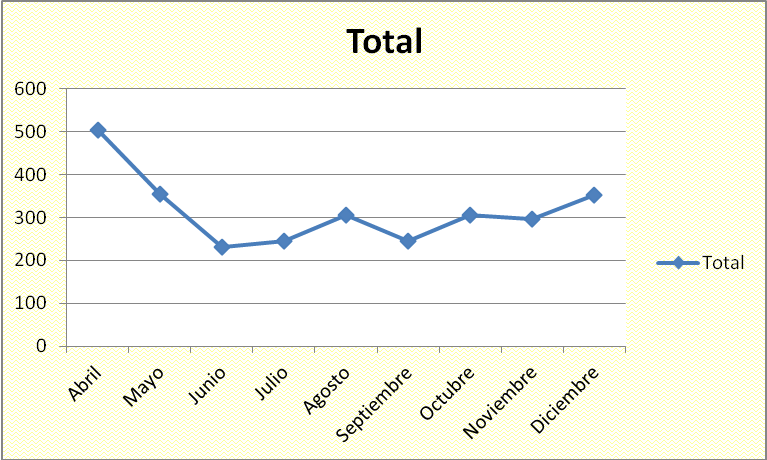 Total
600
500
400
300
200
100
0
Abril
Mayo
Junio
Julio
Agosto
Septiembre
Octubre
Noviembre
Diciembre
Total